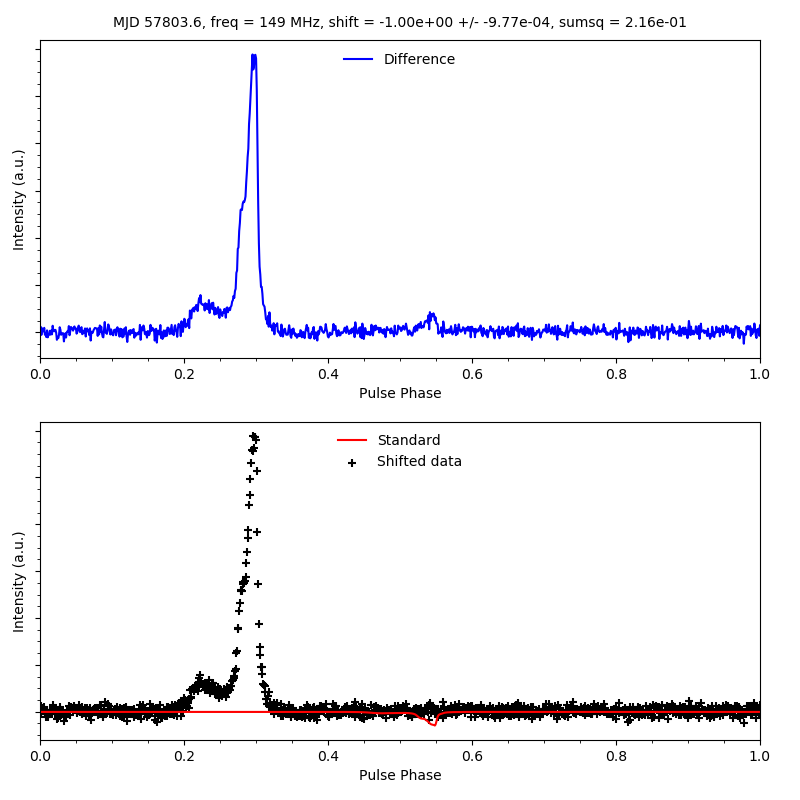 MJD 57803.6, freq = 149 MHz, shift = -1.00e+00 +/- -9.77e-04, sumsq = 2.16e-01
Difference
Intensity (a.u.)
0.0 0.2 0.4 0.6 0.8 1.0
Pulse Phase
Standard
Shifted data
Intensity (a.u.)
0.0 0.2 0.4 0.6 0.8 1.0
Pulse Phase